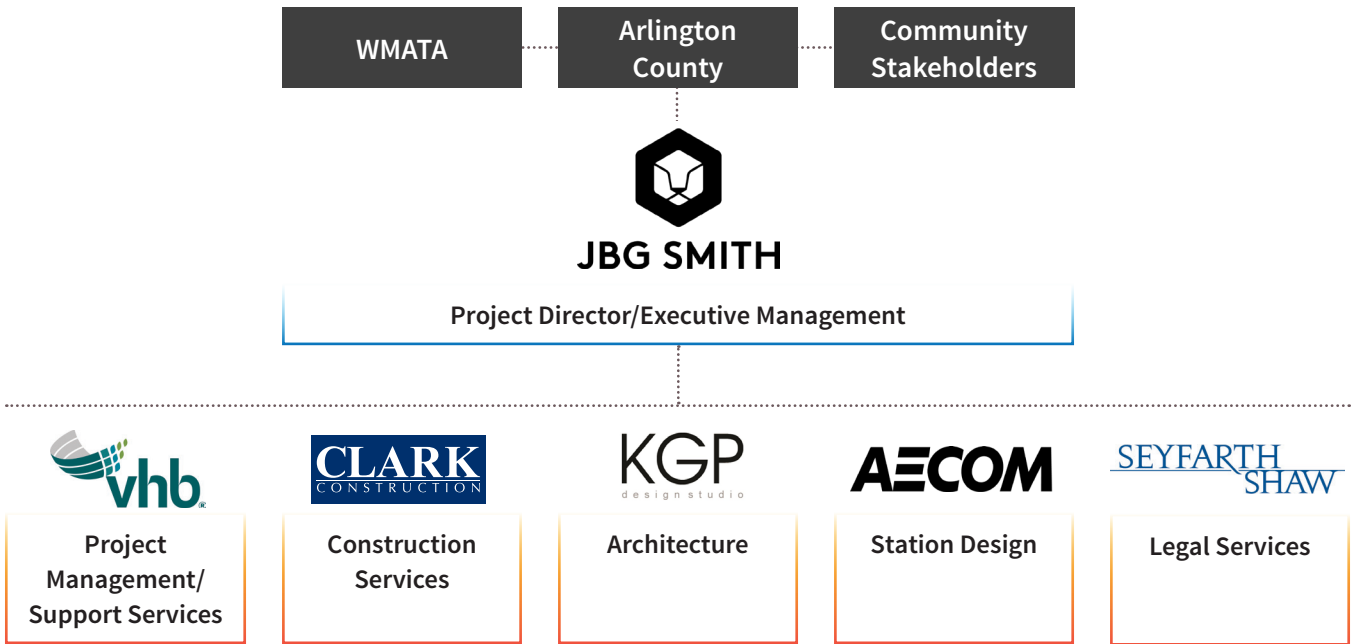 WMATA
Arlington
County
Community
Stakeholders
JBG SMITH
Project Director/Executive Management
vhb®
CLARK
CONSTRUCTION
KGP
design studio
AECOM
SEYFARTH
SHAW
Project
Management/
Support Services
Construction
Services
Architecture
Station Design
Legal Services